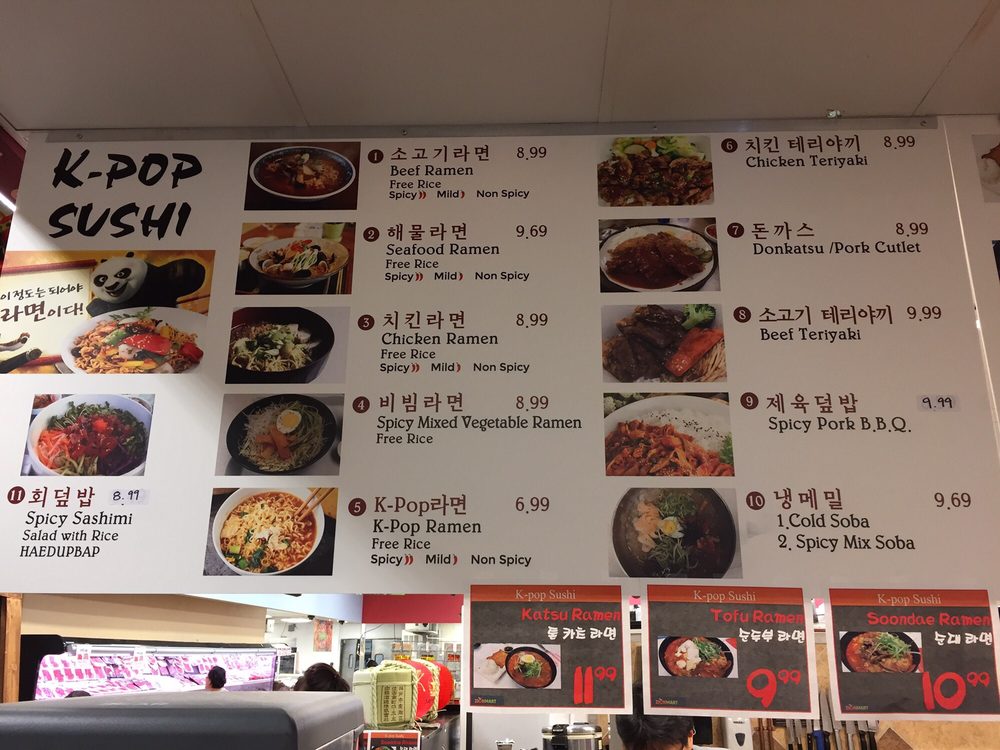 K-POP
SUSHI
이 정도는 되어야
라면이다!
11 회덮밥 8.99
Spicy Sashimi
Salad with Rice
HAEDUPBAP
1 소고기라면 8.99
Beef Ramen
Free Rice
Spicy Mild Non Spicy
2 해물라면 9.69
Seafood Ramen
Free Rice
Spicy Mild Non Spicy
3 치킨라면 8.99
Chicken Ramen
Free Rice
Spicy Mild Non Spicy
4 비빔라면 8.99
Spicy Mixed Vegetable Ramen
Free Rice
5 K-Pop라면 6.99
K-Pop Ramen
Free Rice
Spicy Mild Non Spicy
6 치킨 테리야끼 8.99
Chicken Teriyaki
7 돈까스 8.99
Donkatsu /Pork Cutlet
8 소고기 테리야끼 9.99
Beef Teriyaki
9 제육덮밥 9.99
Spicy Pork B.B.Q.
10 냉메밀 9.69
1.Cold Soba
2. Spicy Mix Soba
K-pop Sushi
Katsu Ramen
카트라면
11.99
K-pop Sushi
Tofu Ramen
순두부라면
9.99
ZIONMART
K-pop Sushi
Soondae Ramen
순대라면
10.99
ZIONMART
K-pop Sushi
Soondae Ramen